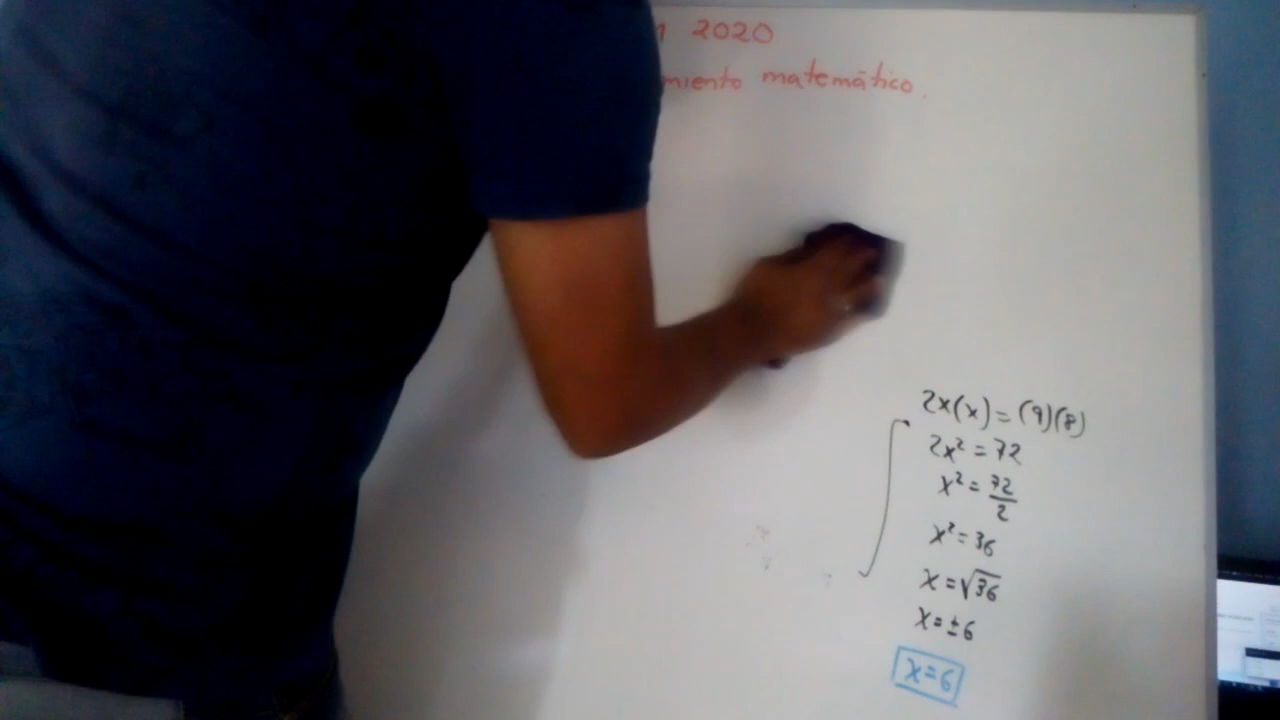 2020
miento matemático.
2x(x)=(9)(8)
2x²=72
x²=72/2
x²=36
x=√36
x=±6
x=6